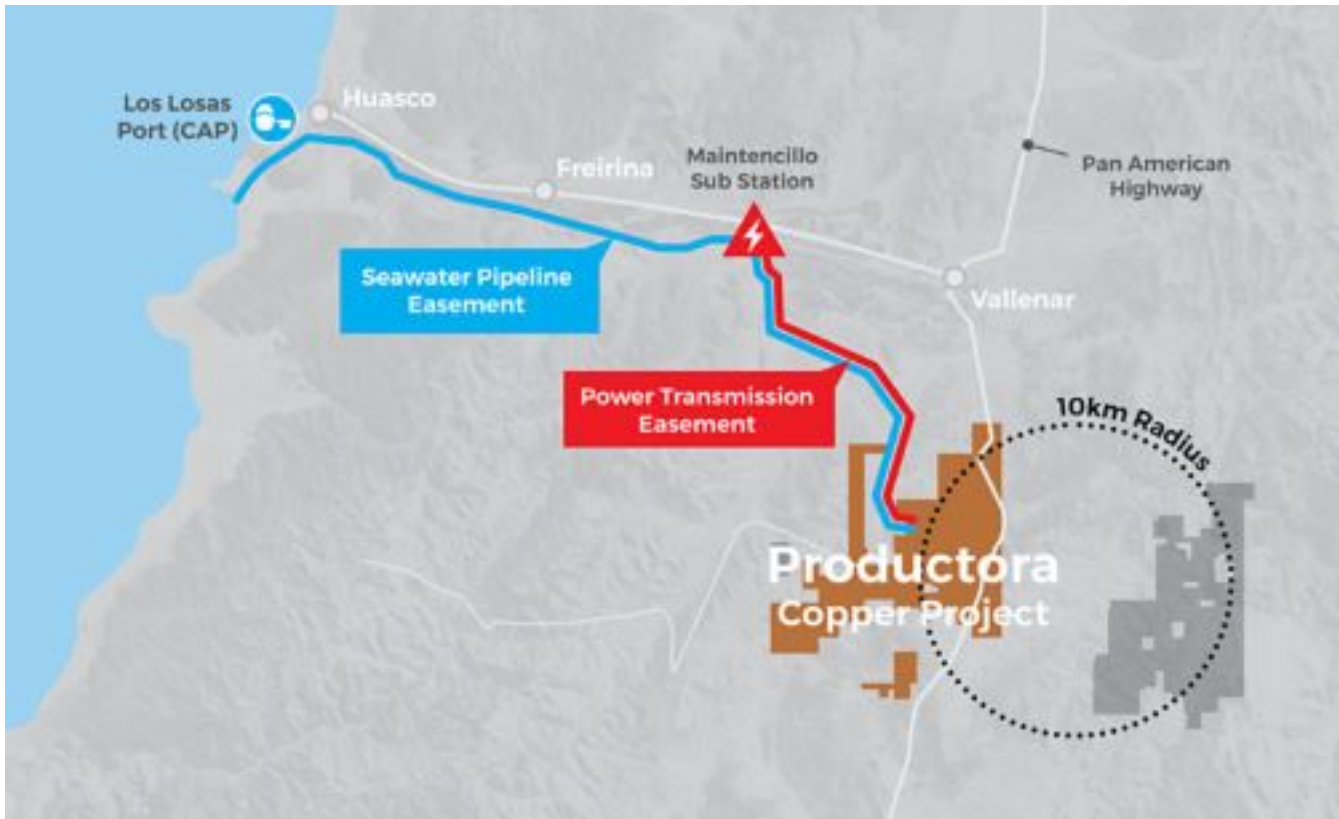 Los Losas
Port (CAP)
Huasco
Freirina
Maintencillo
Sub Station
Pan American
Highway
Seawater Pipeline
Easement
Vallenar
Power Transmission
Easement
10km Radius
Productora
Copper Project